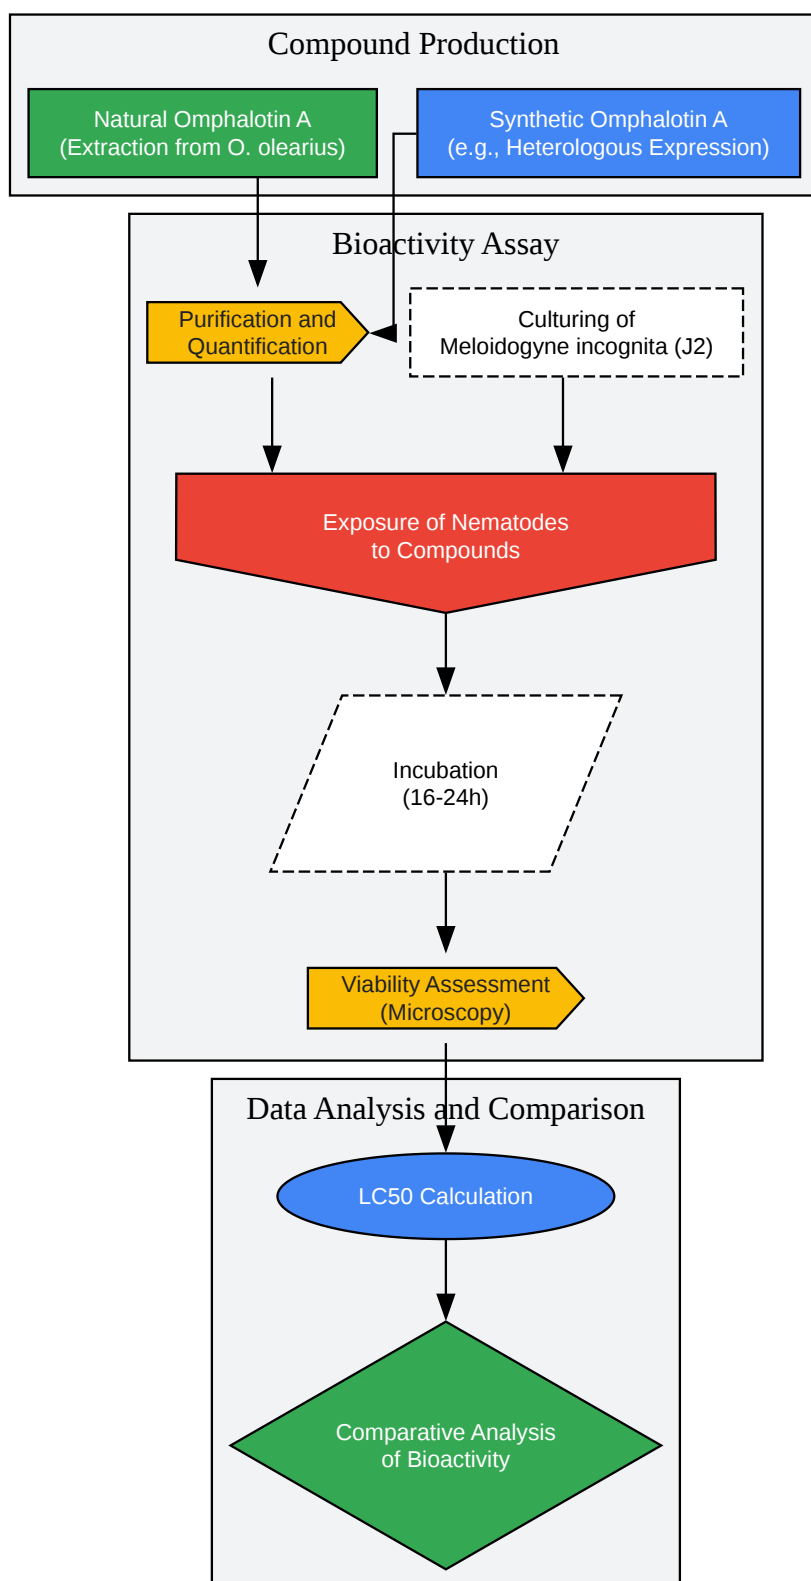 Compound Production
Natural Omphalotin A
(Extraction from O. olearius)
Synthetic Omphalotin A
(e.g., Heterologous Expression)
Bioactivity Assay
Purification and
Quantification
Culturing of
Meloidogyne incognita (J2)
Exposure of Nematodes
to Compounds
Incubation
(16-24h)
Viability Assessment
(Microscopy)
Data Analysis and Comparison
LC50 Calculation
Comparative Analysis
of Bioactivity